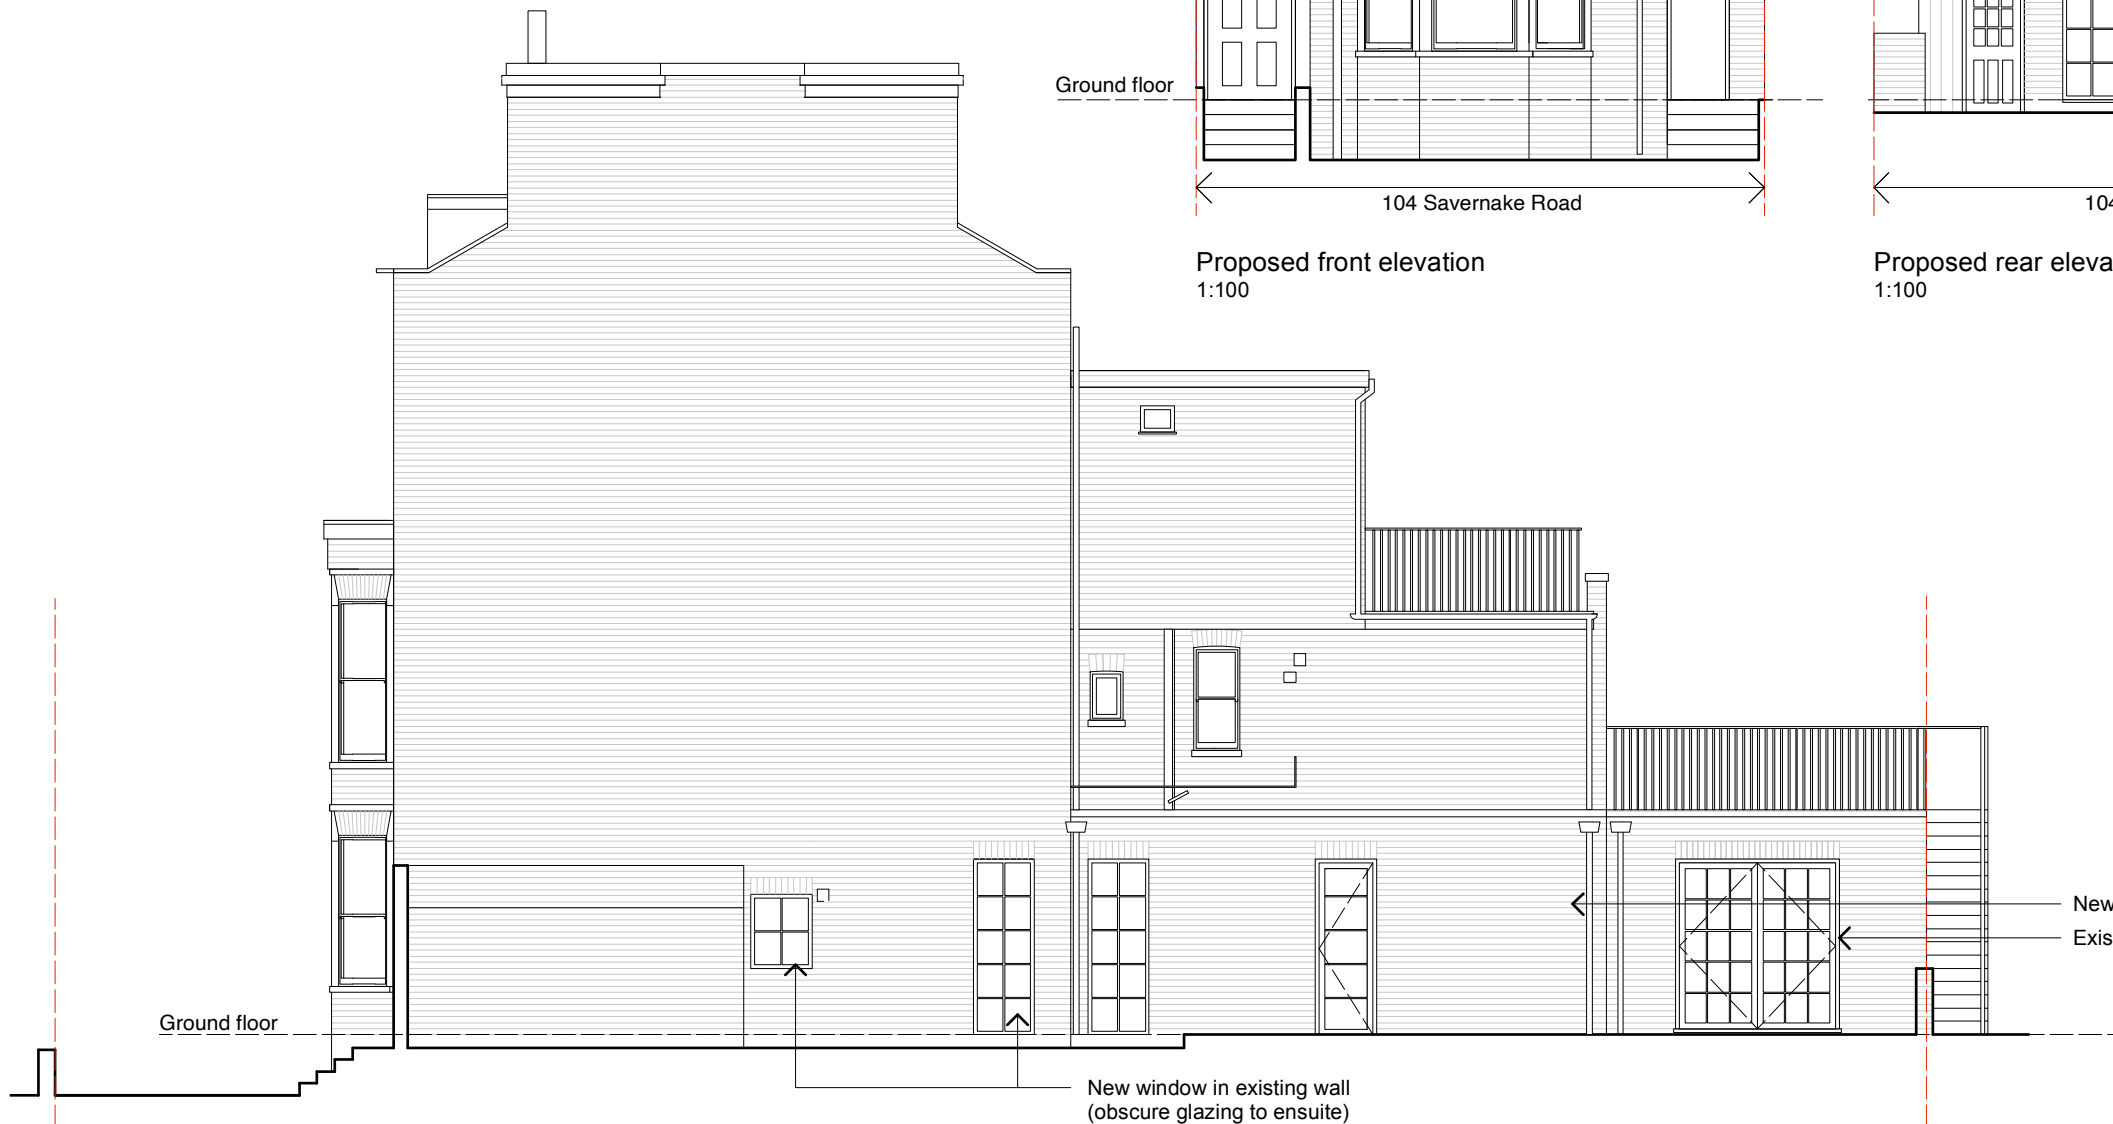 Ground floor
104 Savernake Road
104
Proposed front elevation
1:100
Proposed rear eleva
1:100
New
Exis
Ground floor
New window in existing wall
(obscure glazing to ensuite)